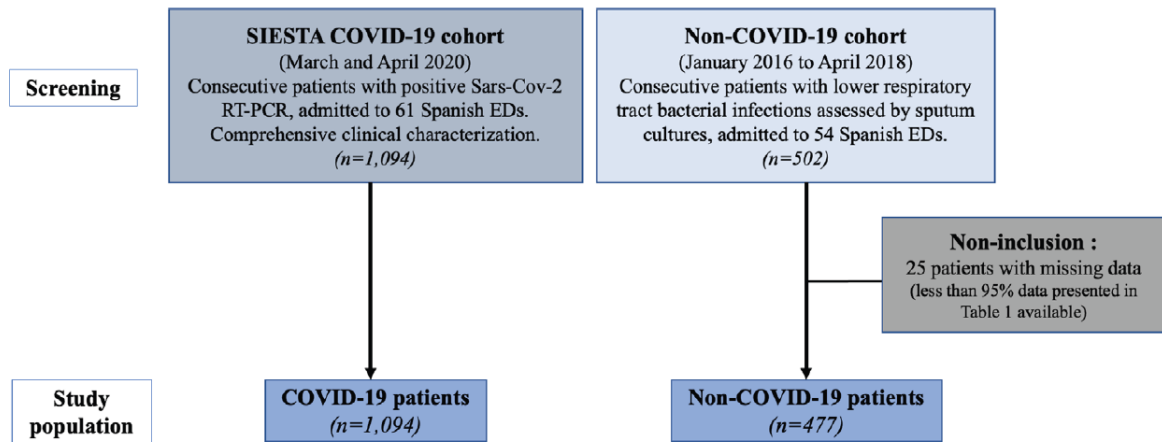 Screening
SIESTA COVID-19 cohort
(March and April 2020)
Consecutive patients with positive Sars-Cov-2
RT-PCR, admitted to 61 Spanish EDs.
Comprehensive clinical characterization.
(n=1,094)
Non-COVID-19 cohort
(January 2016 to April 2018)
Consecutive patients with lower respiratory
tract bacterial infections assessed by sputum
cultures, admitted to 54 Spanish EDs.
(n=502)
Non-inclusion :
25 patients with missing data
(less than 95% data presented in
Table 1 available)
Study
population
COVID-19 patients
(n=1,094)
Non-COVID-19 patients
(n=477)